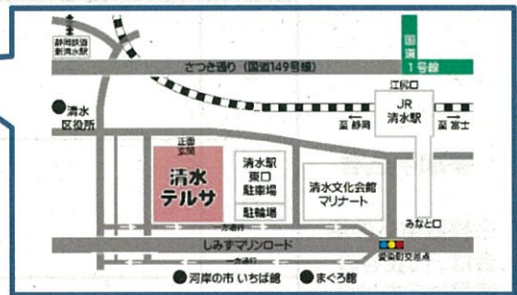 静岡鉄道
新清水駅
国道
1号線
さつき通り（国道149号線）
江尻口
JR
清水駅
至 静岡
至 富士
清水
区役所
正面
玄関
清水
テルサ
清水駅
東口
駐車場
駐輪場
清水文化会館
マリナート
みなと口
一方通行
しみずマリンロード
一方通行
愛染町交差点
河岸の市 いちば館
まぐろ館